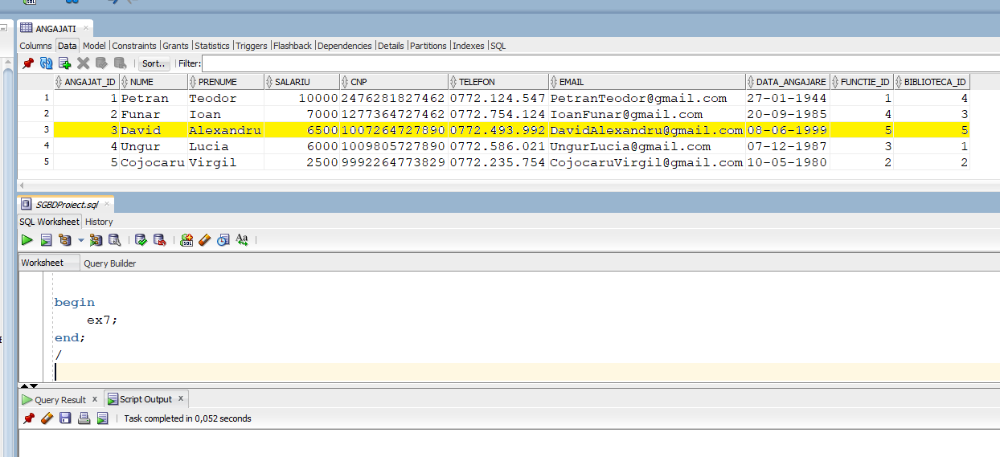 SQL
ANGAJATI ×
Columns Data Model Constraints Grants Statistics Triggers Flashback Dependencies Details Partitions Indexes SQL
Sort.. Filter:
ANGAJAT_ID NUME PRENUME SALARIU CNP TELEFON EMAIL DATA_ANGAJARE FUNCTIE_ID BIBLIOTECA_ID
1 1 Petran Teodor 10000 2476281827462 0772.124.547 PetranTeodor@gmail.com 27-01-1944 1 4
2 2 Funar Ioan 7000 1277364727462 0772.754.124 IoanFunar@gmail.com 20-09-1985 4 3
3 3 David Alexandru 6500 1007264727890 0772.493.992 DavidAlexandru@gmail.com 08-06-1999 5 5
4 4 Ungur Lucia 6000 1009805727890 0772.586.021 UngurLucia@gmail.com 07-12-1987 3 1
5 5 Cojocaru Virgil 2500 9992264773829 0772.235.754 CojocaruVirgil@gmail.com 10-05-1980 2 2
SGBDProiect.sql ×
SQL Worksheet History
SQL Aa
Worksheet Query Builder
begin
ex7;
end;
/
Query Result x Script Output x
Task completed in 0,052 seconds